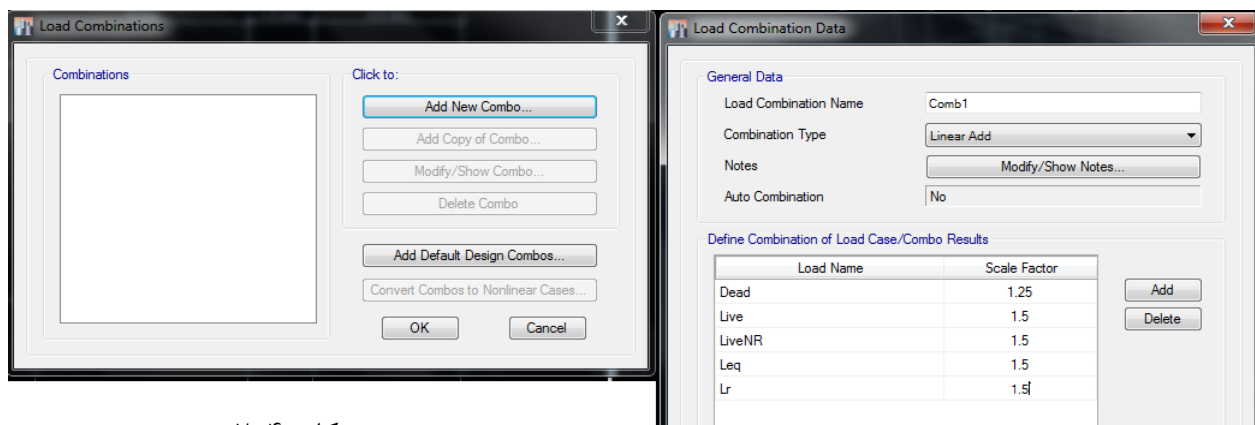 Load Combinations
x
Combinations
Click to:
Add New Combo...
Add Copy of Combo...
Modify/Show Combo...
Delete Combo
Add Default Design Combos...
Convert Combos to Nonlinear Cases...
OK
Cancel
Load Combination Data
x
General Data
Load Combination Name
Comb1
Combination Type
Linear Add
Notes
Modify/Show Notes...
Auto Combination
No
Define Combination of Load Case/Combo Results
Load Name Scale Factor
Dead 1.25
Live 1.5
LiveNR 1.5
Leq 1.5
Lr 1.5
Add
Delete